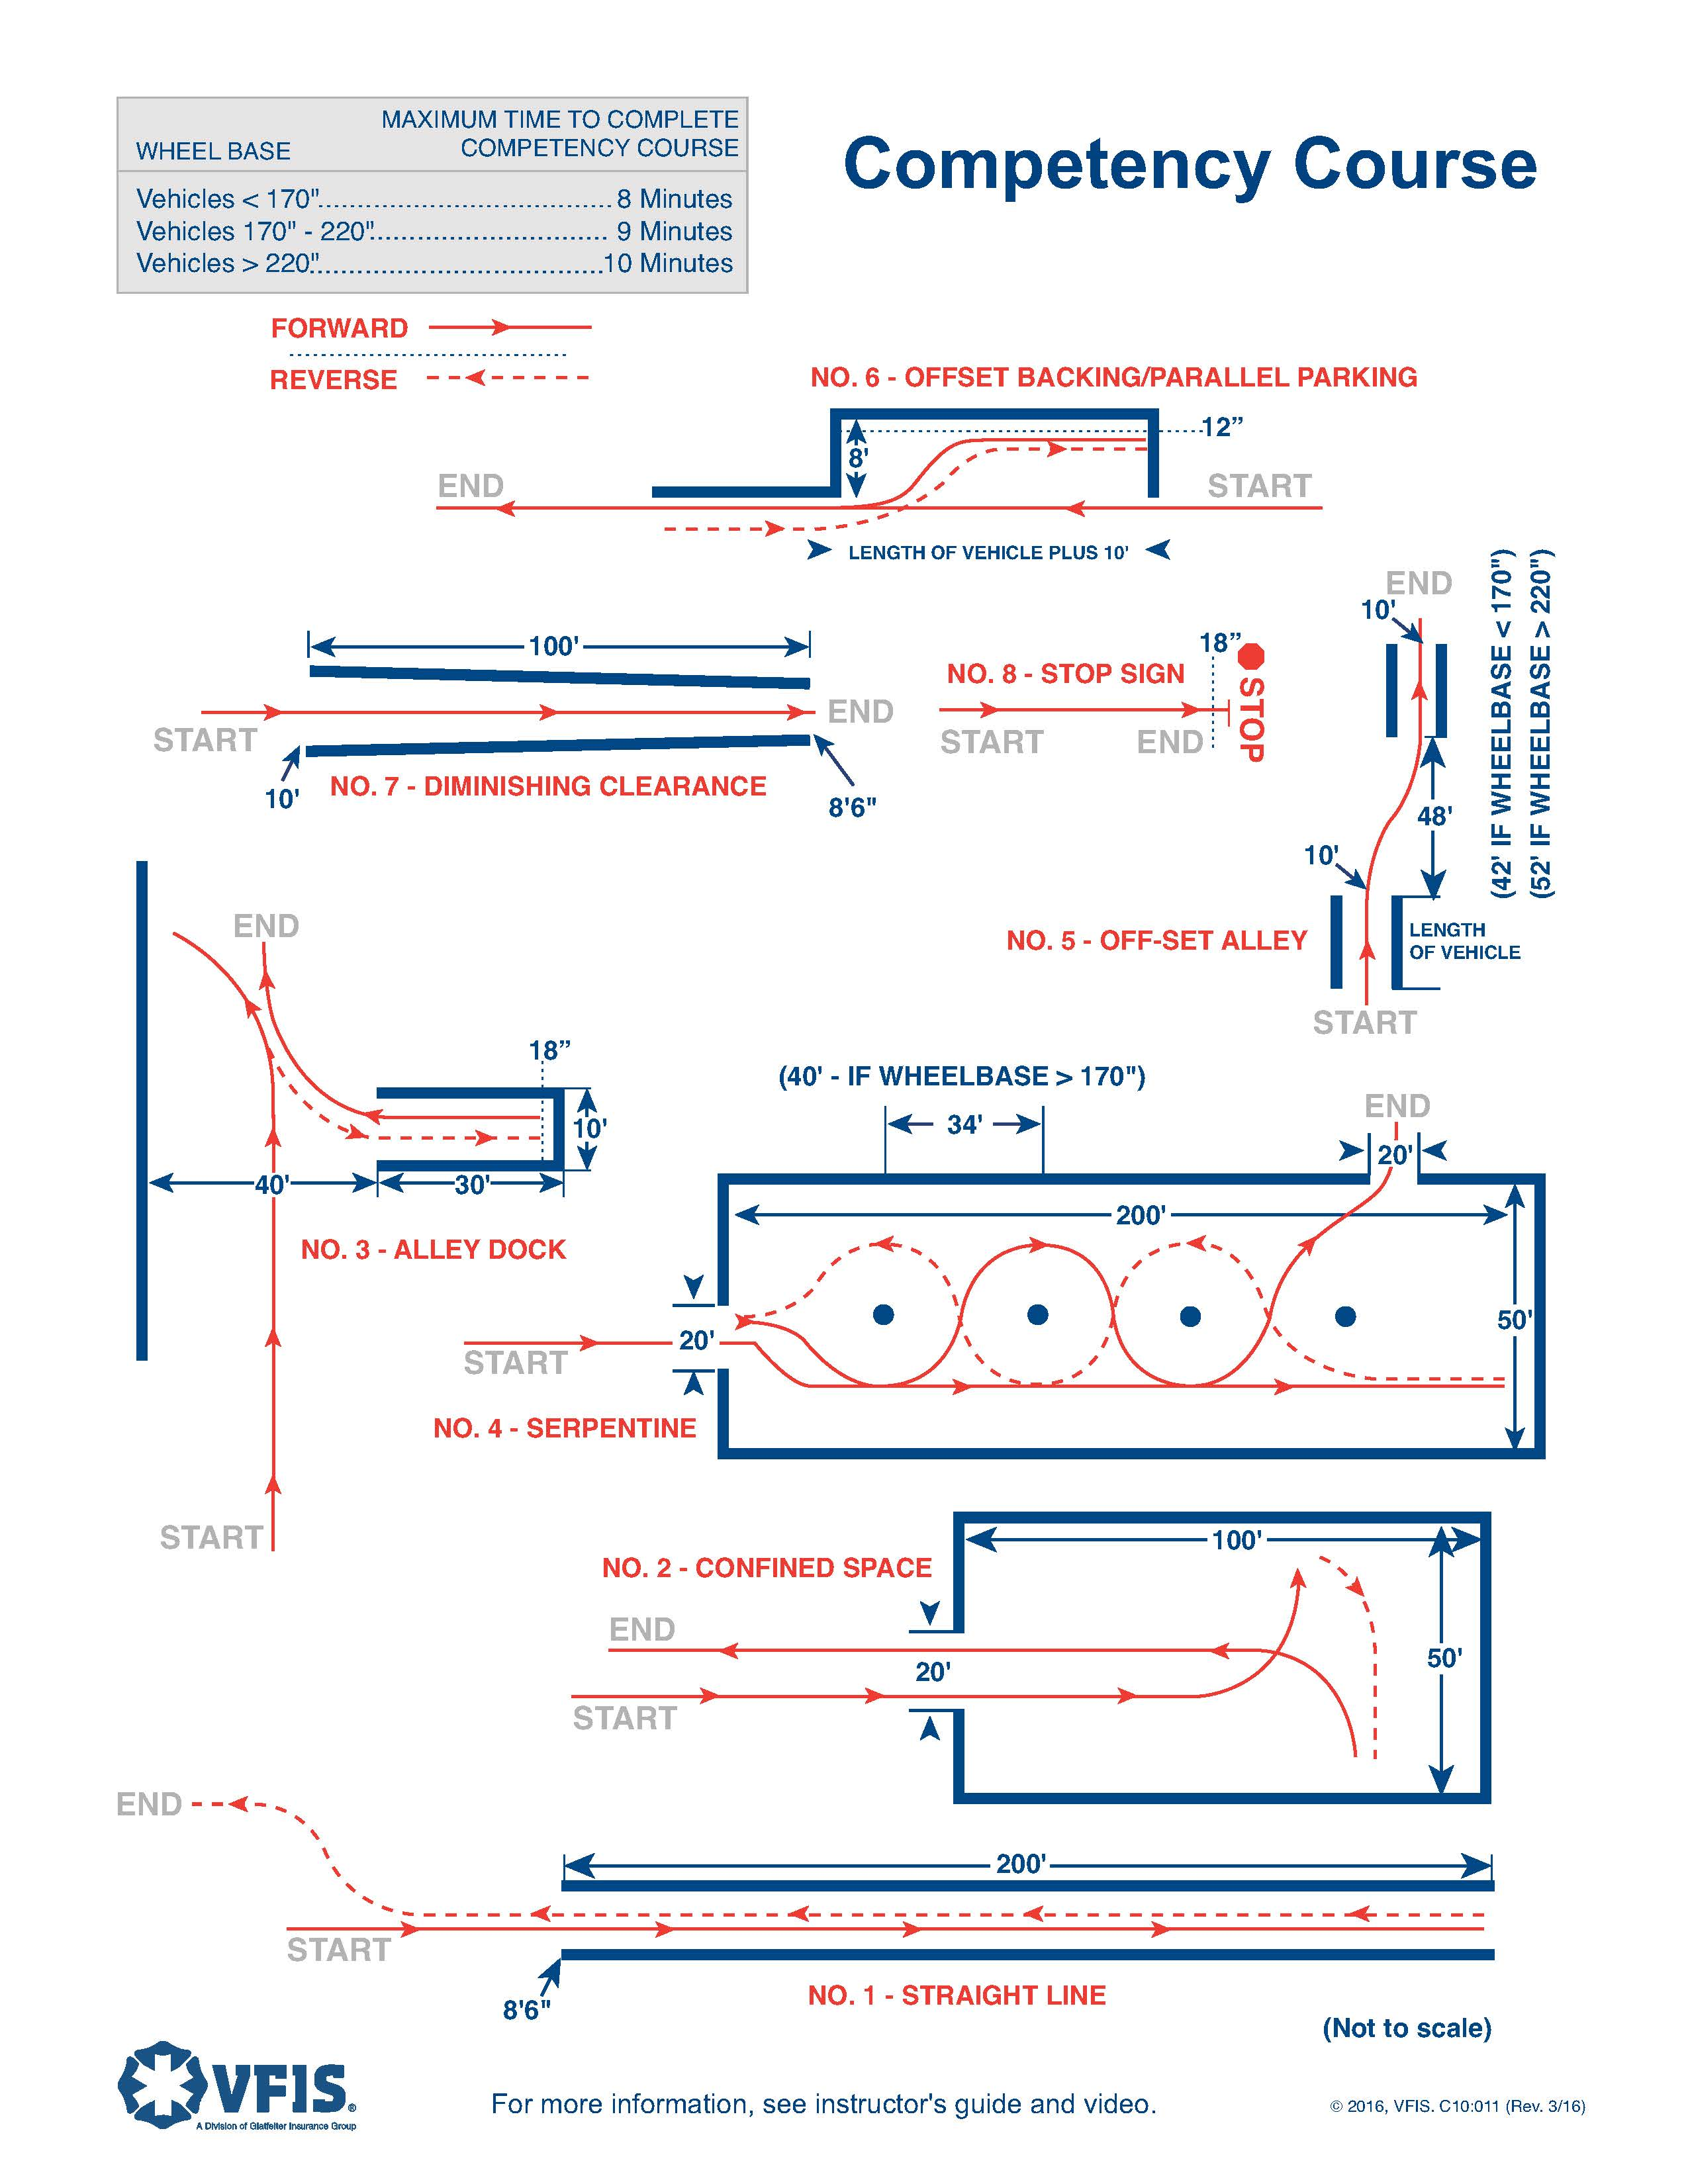 MAXIMUM TIME TO COMPLETE
WHEEL BASE COMPETENCY COURSE
Vehicles < 170"..................................... 8 Minutes
Vehicles 170" - 220".............................. 9 Minutes
Vehicles > 220".....................................10 Minutes
Competency Course
FORWARD
REVERSE
NO. 6 - OFFSET BACKING/PARALLEL PARKING
12”
8'
END
START
LENGTH OF VEHICLE PLUS 10'
100'
START
END
10'
NO. 7 - DIMINISHING CLEARANCE
8'6"
18”
NO. 8 - STOP SIGN
START
END
STOP
END
10'
48'
(42' IF WHEELBASE < 170")
(52' IF WHEELBASE > 220")
10'
NO. 5 - OFF-SET ALLEY
LENGTH
OF VEHICLE
START
END
18”
10'
40'
30'
NO. 3 - ALLEY DOCK
START
(40' - IF WHEELBASE > 170")
34'
END
20'
200'
50'
20'
START
NO. 4 - SERPENTINE
100'
NO. 2 - CONFINED SPACE
END
20'
50'
START
END
200'
START
8'6"
NO. 1 - STRAIGHT LINE
(Not to scale)
VFIS®
A Division of Glatfelter Insurance Group
For more information, see instructor's guide and video.
© 2016, VFIS. C10:011 (Rev. 3/16)